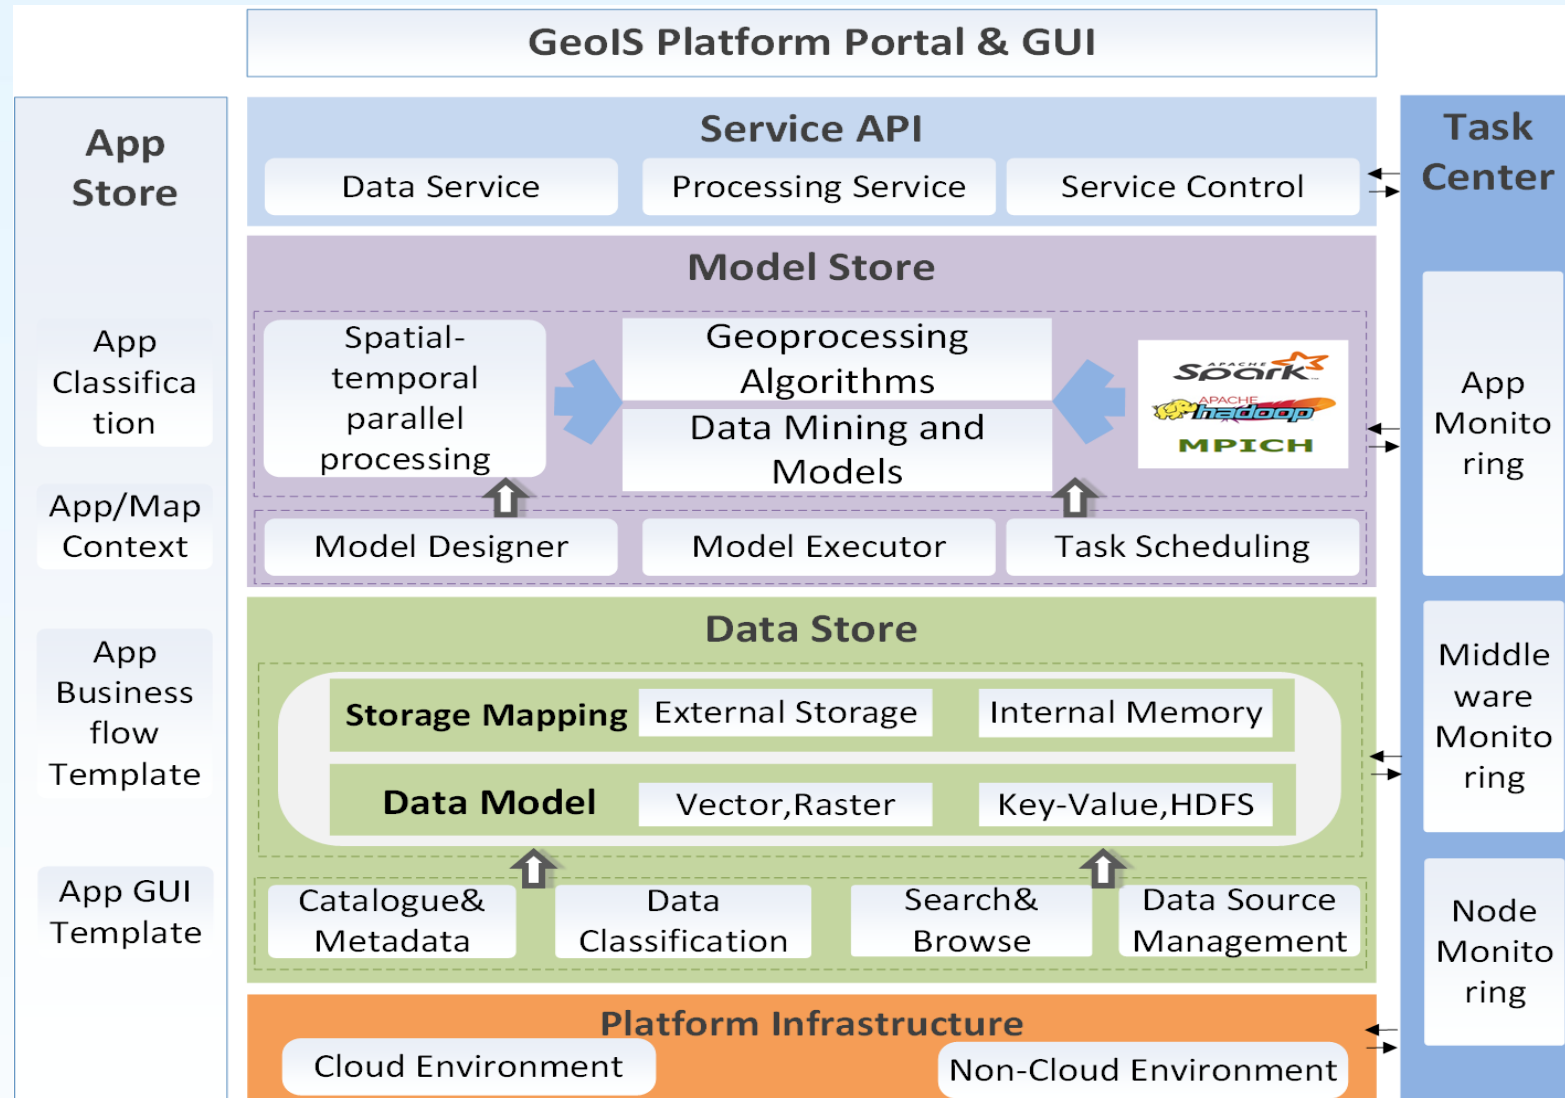 GeoIS Platform Portal & GUI
App
Store
App
Classifica
tion
App/Map
Context
App
Business
flow
Template
App GUI
Template
Service API
Data Service
Processing Service
Service Control
Model Store
Spatial-
temporal
parallel
processing
Geoprocessing
Algorithms
Data Mining and
Models
APACHE
Spark
APACHE
hadoop
MPICH
Model Designer
Model Executor
Task Scheduling
Data Store
Storage Mapping
External Storage
Internal Memory
Data Model
Vector,Raster
Key-Value,HDFS
Catalogue&
Metadata
Data
Classification
Search&
Browse
Data Source
Management
Platform Infrastructure
Cloud Environment
Non-Cloud Environment
Task
Center
App
Monito
ring
Middle
ware
Monito
ring
Node
Monito
ring